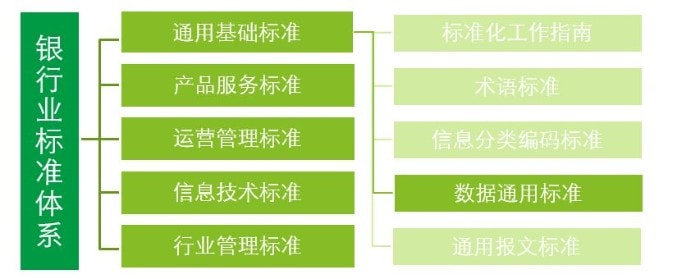 银行业标准体系
通用基础标准
产品服务标准
运营管理标准
信息技术标准
行业管理标准
标准化工作指南
术语标准
信息分类编码标准
数据通用标准
通用报文标准